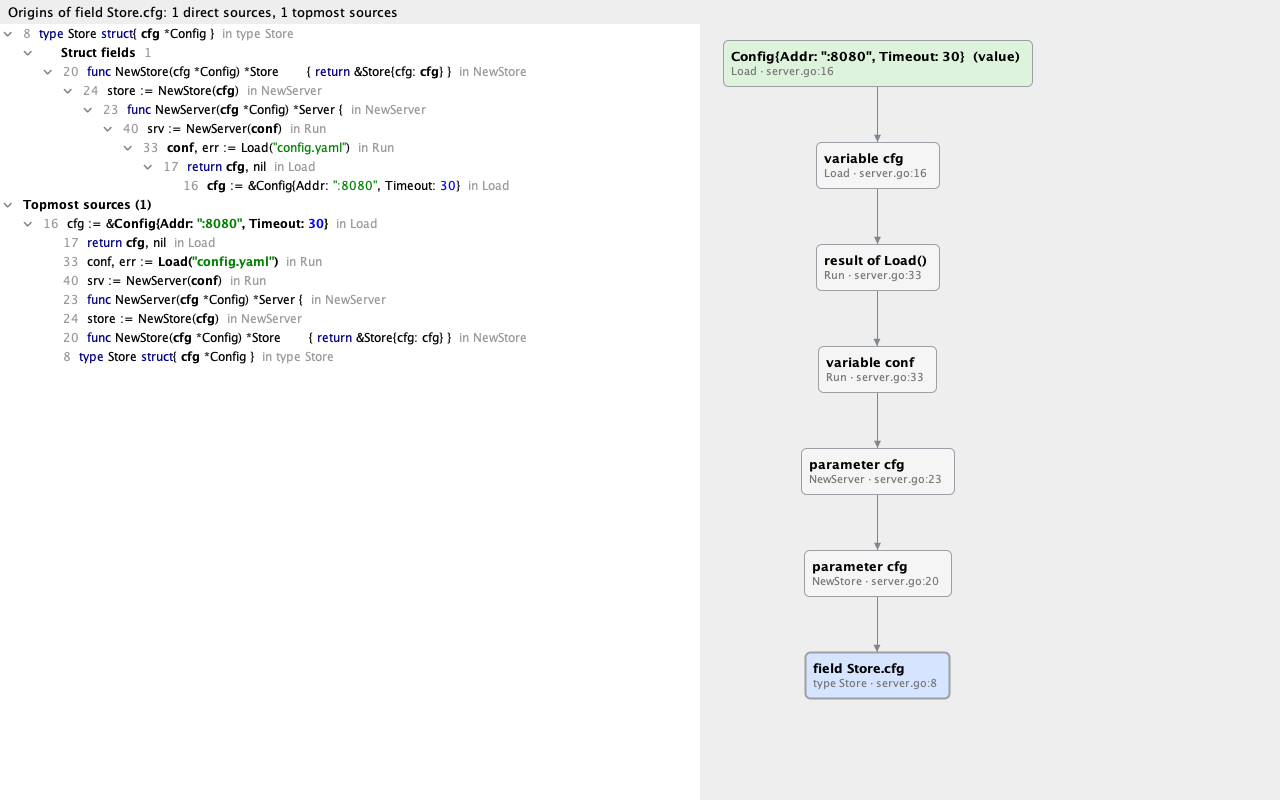 Origins of field Store.cfg: 1 direct sources, 1 topmost sources
8 type Store struct{ cfg *Config } in type Store
Struct fields 1
20 func NewStore(cfg *Config) *Store { return &Store{cfg: cfg} } in NewStore
24 store := NewStore(cfg) in NewServer
23 func NewServer(cfg *Config) *Server { in NewServer
40 srv := NewServer(conf) in Run
33 conf, err := Load("config.yaml") in Run
17 return cfg, nil in Load
16 cfg := &Config{Addr: ":8080", Timeout: 30} in Load
Topmost sources (1)
16 cfg := &Config{Addr: ":8080", Timeout: 30} in Load
17 return cfg, nil in Load
33 conf, err := Load("config.yaml") in Run
40 srv := NewServer(conf) in Run
23 func NewServer(cfg *Config) *Server { in NewServer
24 store := NewStore(cfg) in NewServer
20 func NewStore(cfg *Config) *Store { return &Store{cfg: cfg} } in NewStore
8 type Store struct{ cfg *Config } in type Store
Config{Addr: ":8080", Timeout: 30} (value)
Load · server.go:16
variable cfg
Load · server.go:16
result of Load()
Run · server.go:33
variable conf
Run · server.go:33
parameter cfg
NewServer · server.go:23
parameter cfg
NewStore · server.go:20
field Store.cfg
type Store · server.go:8